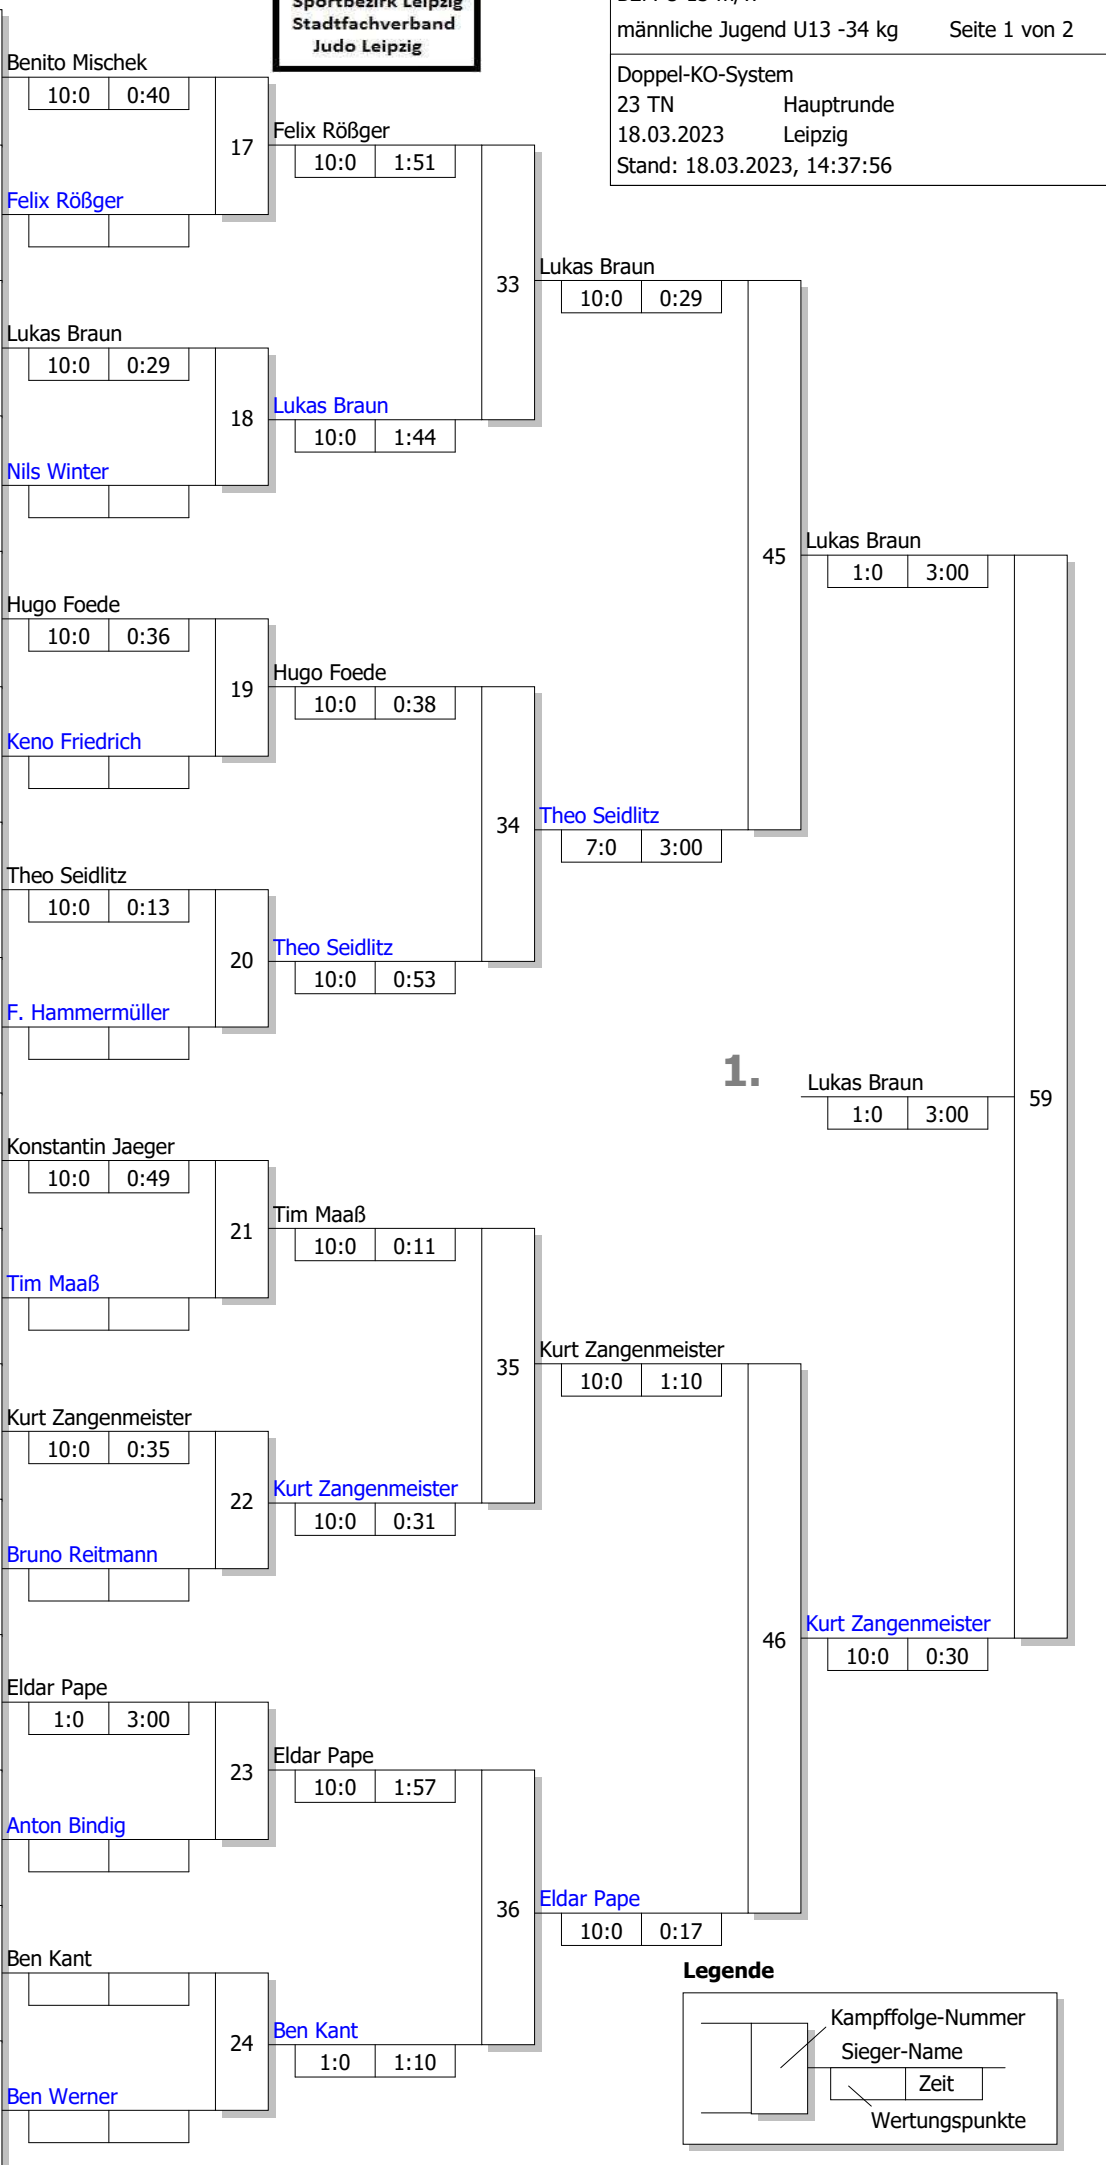 Sportbezirk Leipzig
Stadtfachverband
Judo Leipzig
männliche Jugend U13 -34 kg Seite 1 von 2
Doppel-KO-System
23 TN Hauptrunde
18.03.2023 Leipzig
Stand: 18.03.2023, 14:37:56
Benito Mischek
10:0 0:40
17
Felix Rößger
Felix Rößger
10:0 1:51
33
Lukas Braun
10:0 0:29
Lukas Braun
10:0 0:29
18
Nils Winter
Lukas Braun
10:0 1:44
45
Lukas Braun
1:0 3:00
Hugo Foede
10:0 0:36
19
Keno Friedrich
Hugo Foede
10:0 0:38
34
Theo Seidlitz
7:0 3:00
Theo Seidlitz
10:0 0:13
20
F. Hammermüller
Theo Seidlitz
10:0 0:53
1.
Lukas Braun
1:0 3:00
59
Konstantin Jaeger
10:0 0:49
21
Tim Maaß
Tim Maaß
10:0 0:11
35
Kurt Zangenmeister
10:0 1:10
Kurt Zangenmeister
10:0 0:35
22
Bruno Reitmann
Kurt Zangenmeister
10:0 0:31
46
Kurt Zangenmeister
10:0 0:30
Eldar Pape
1:0 3:00
23
Anton Bindig
Eldar Pape
10:0 1:57
36
Eldar Pape
10:0 0:17
Ben Kant
24
Ben Werner
Ben Kant
1:0 1:10
Legende
Kampffolge-Nummer
Sieger-Name
Zeit
Wertungspunkte